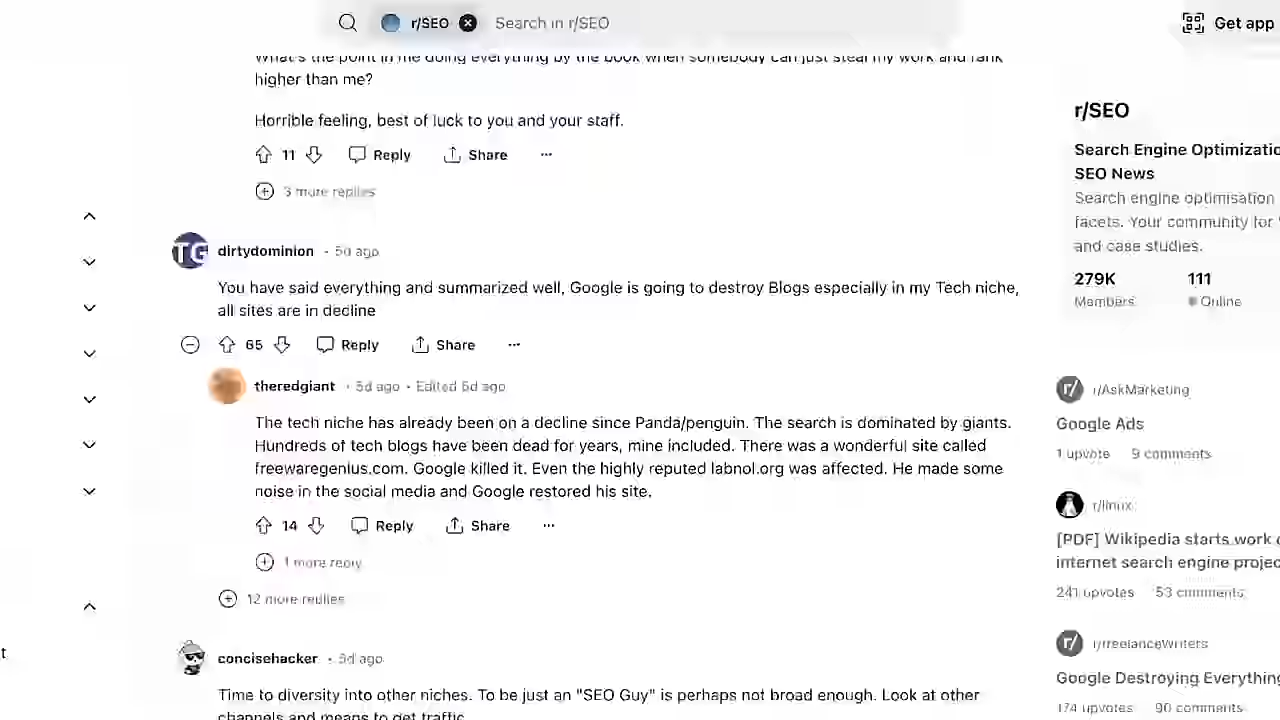 r/SEO
Search in r/SEO
Get app
What's the point in me doing everything by the book when somebody can just steal my work and rank
higher than me?
Horrible feeling, best of luck to you and your staff.
11 Reply Share ...
3 more replies
TG dirtydominion • 5d ago
You have said everything and summarized well, Google is going to destroy Blogs especially in my Tech niche,
all sites are in decline
65 Reply Share ...
theredgiant • 5d ago • Edited 5d ago
The tech niche has already been on a decline since Panda/penguin. The search is dominated by giants.
Hundreds of tech blogs have been dead for years, mine included. There was a wonderful site called
freewaregenius.com. Google killed it. Even the highly reputed labnol.org was affected. He made some
noise in the social media and Google restored his site.
14 Reply Share ...
1 more reply
12 more replies
concisehacker • 5d ago
Time to diversity into other niches. To be just an "SEO Guy" is perhaps not broad enough. Look at other
channels and means to get traffic
t
r/SEO
Search Engine Optimizatio
SEO News
Search engine optimisation
facets. Your community for
and case studies.
279K 111
Members Online
r/ r/AskMarketing
Google Ads
1 upvote 9 comments
r/linux
[PDF] Wikipedia starts work
internet search engine projec
241 upvotes 53 comments
r/ r/freelanceWriters
Google Destroying Everything
174 upvotes 90 comments